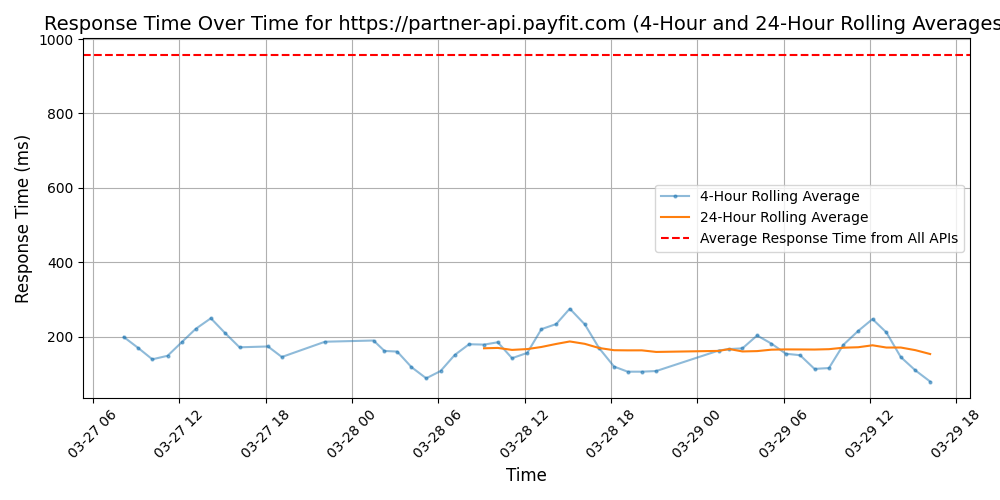 Response Time Over Time for https://partner-api.payfit.com (4-Hour and 24-Hour Rolling Averages
Response Time (ms)
1000
800
600
400
200
4-Hour Rolling Average
24-Hour Rolling Average
Average Response Time from All APIs
03-27 06
03-27 12
03-27 18
03-28 00
03-28 06
03-28 12
03-28 18
03-29 00
03-29 06
03-29 12
03-29 18
Time